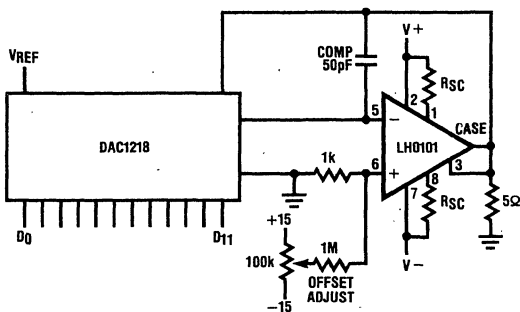 VREF
COMP
50pF
V+
RSC
2
1
CASE
5
−
DAC1218
LH0101
1k
6
+
3
7
8
RSC
5Ω
D0
D11
+15
1M
100k
OFFSET
ADJUST
−15
V−